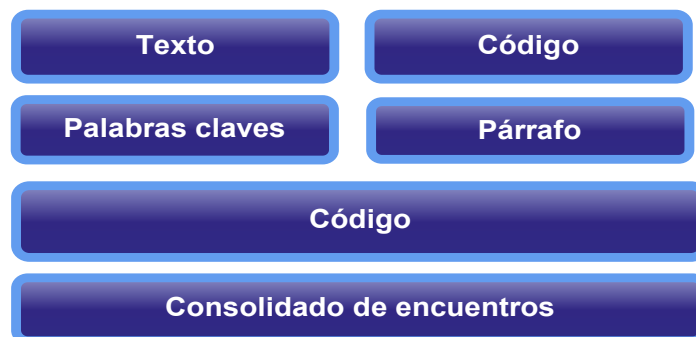 Texto
Código
Palabras claves
Párrafo
Código
Consolidado de encuentros